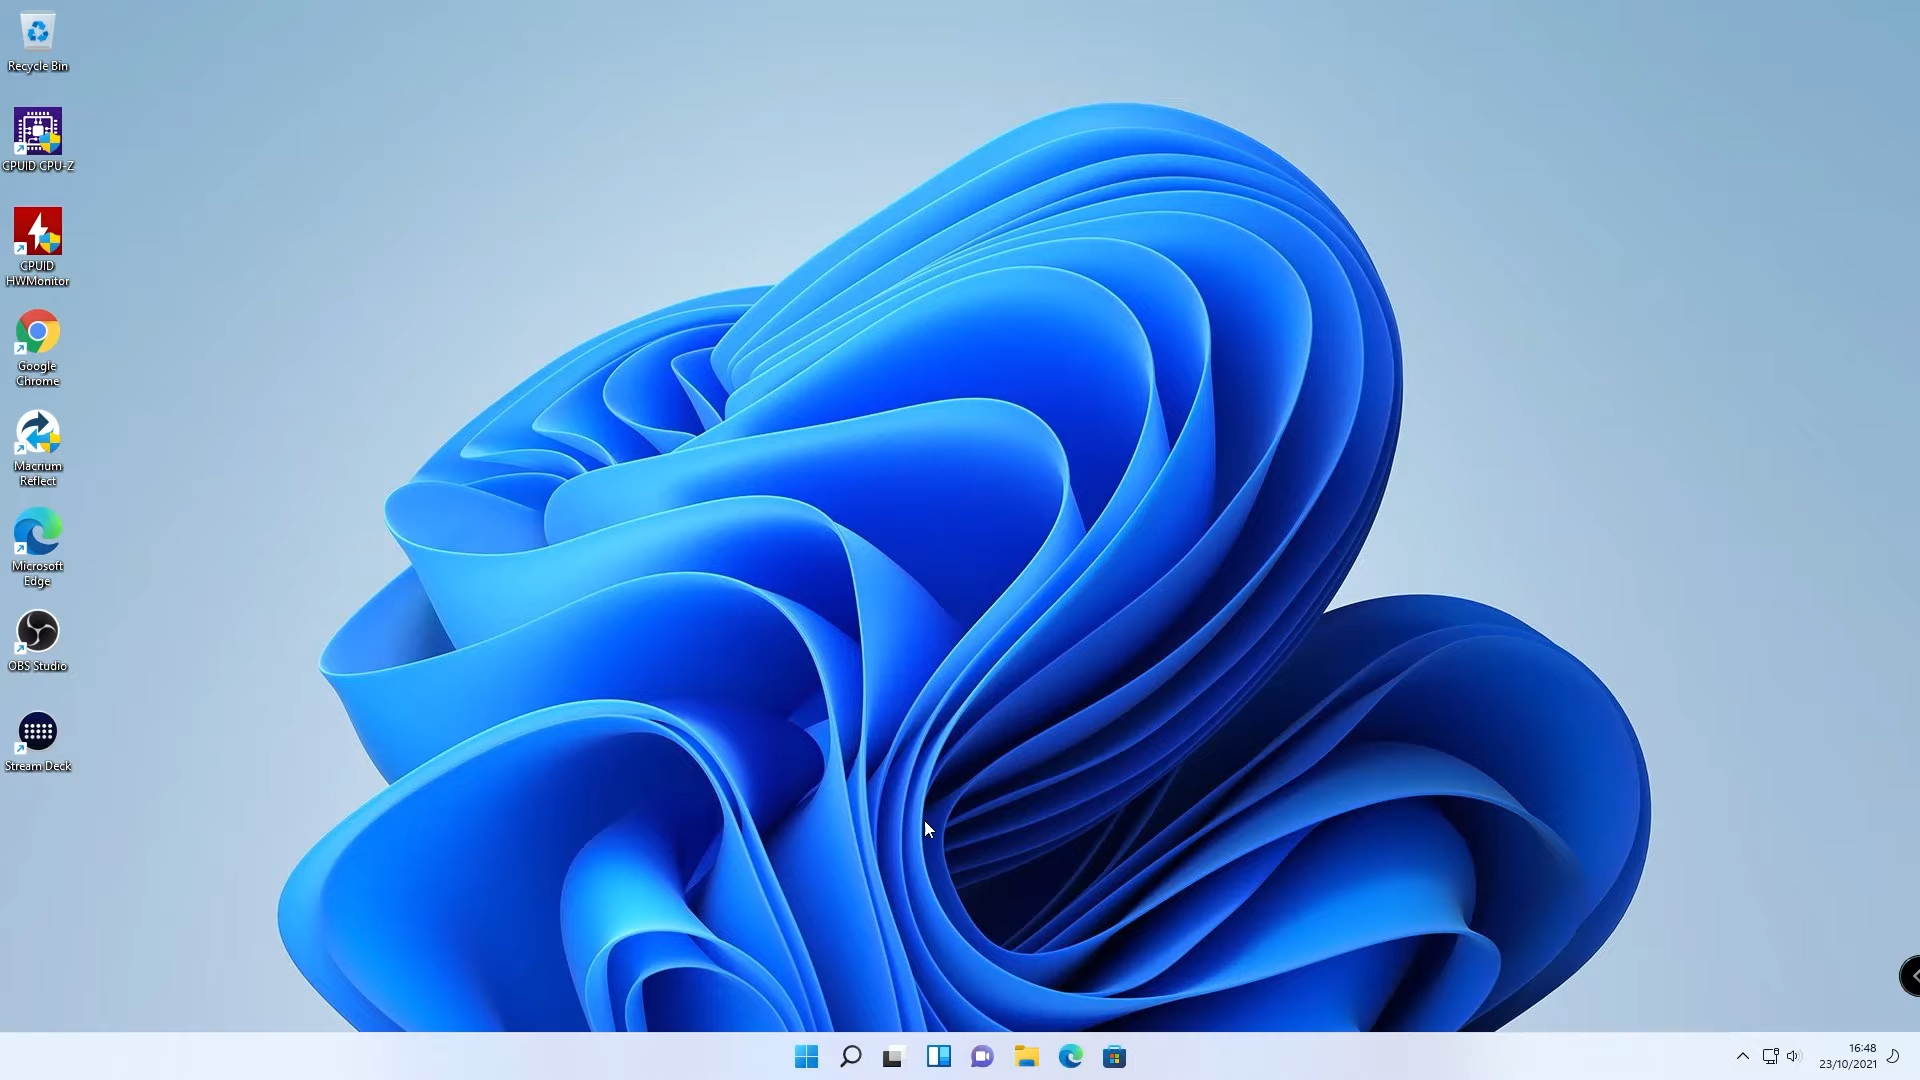 Recycle Bin
CPUID CPU-Z
CPUID
HWMonitor
Google
Chrome
Macrium
Reflect
Microsoft
Edge
OBS Studio
Stream Deck
16:48
23/10/2021